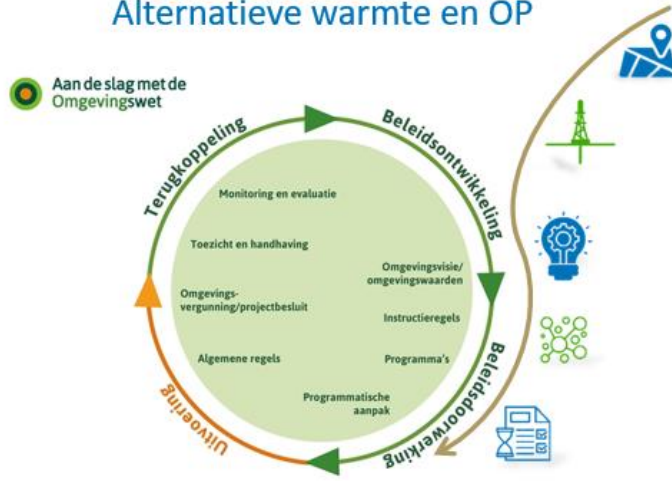 Alternatieve warmte en OP
Aan de slag met de
Omgevingswet
Terugkoppeling
Beleidsontwikkeling
Monitoring en evaluatie
Toezicht en handhaving
Omgevingsvisie/
omgevingswaarden
Omgevings-
vergunning/projectbesluit
Instructieregels
Algemene regels
Programma's
Programmatische
aanpak
Uitvoering
Beleidsdoorwerking